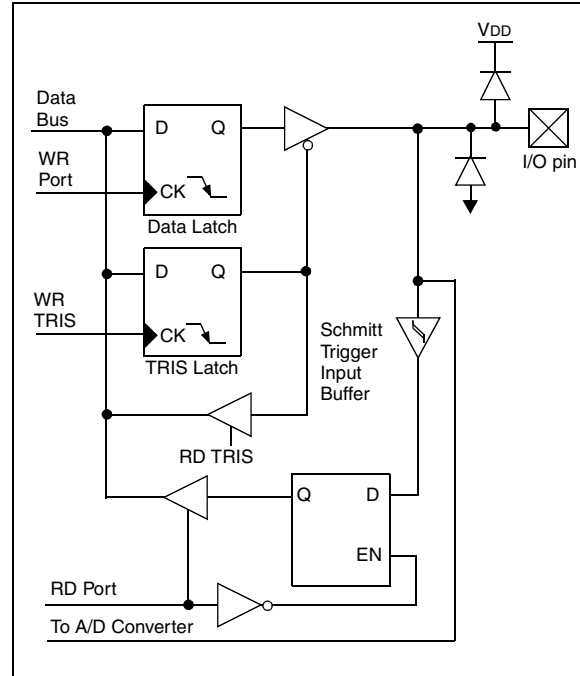 VDD
Data
Bus
D
Q
I/O pin
WR
Port
CK
Data Latch
D
Q
WR
TRIS
CK
TRIS Latch
Schmitt
Trigger
Input
Buffer
RD TRIS
Q
D
EN
RD Port
To A/D Converter